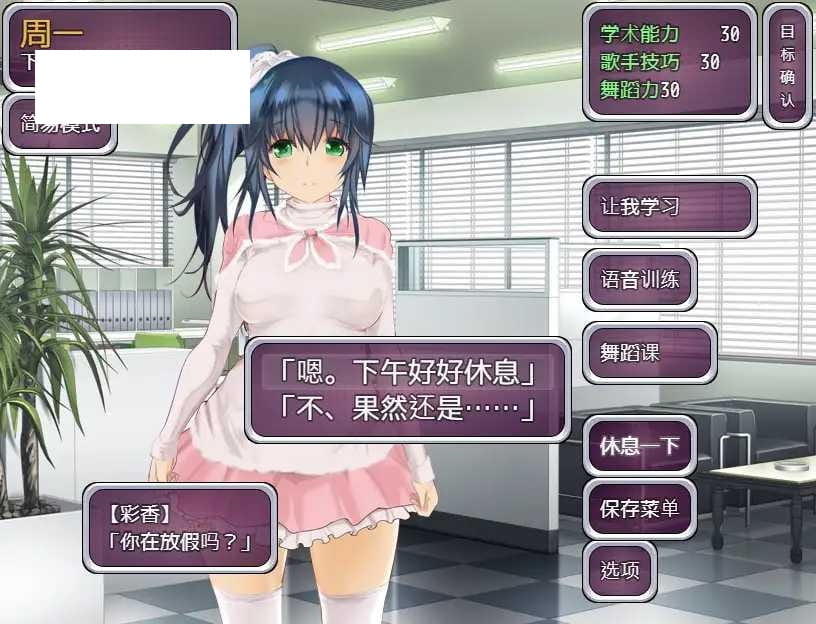 周一
下
简易模式
学术能力 30
歌手技巧 30
舞蹈力30
目标确认
让我学习
语音训练
舞蹈课
「嗯。下午好好休息」
「不、果然还是……」
休息一下
保存菜单
【彩香】
「你在放假吗？」
选项